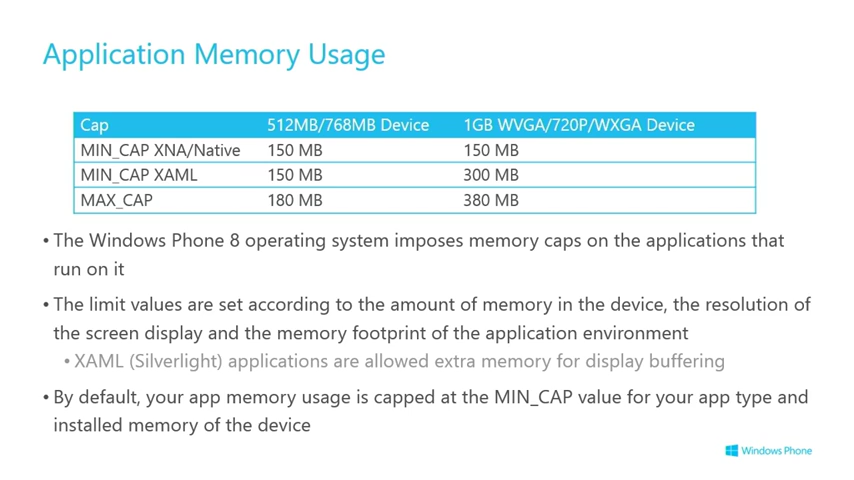 Application Memory Usage
Cap 512MB/768MB Device 1GB WVGA/720P/WXGA Device
MIN_CAP XNA/Native 150 MB 150 MB
MIN_CAP XAML 150 MB 300 MB
MAX_CAP 180 MB 380 MB
• The Windows Phone 8 operating system imposes memory caps on the applications that
run on it
• The limit values are set according to the amount of memory in the device, the resolution of
the screen display and the memory footprint of the application environment
• XAML (Silverlight) applications are allowed extra memory for display buffering
• By default, your app memory usage is capped at the MIN_CAP value for your app type and
installed memory of the device
Windows Phone